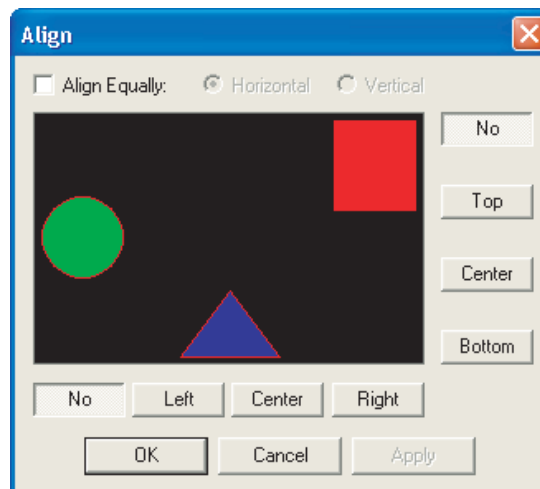 Align
Align Equally: Horizontal Vertical
No
Top
Center
Bottom
No Left Center Right
OK Cancel Apply